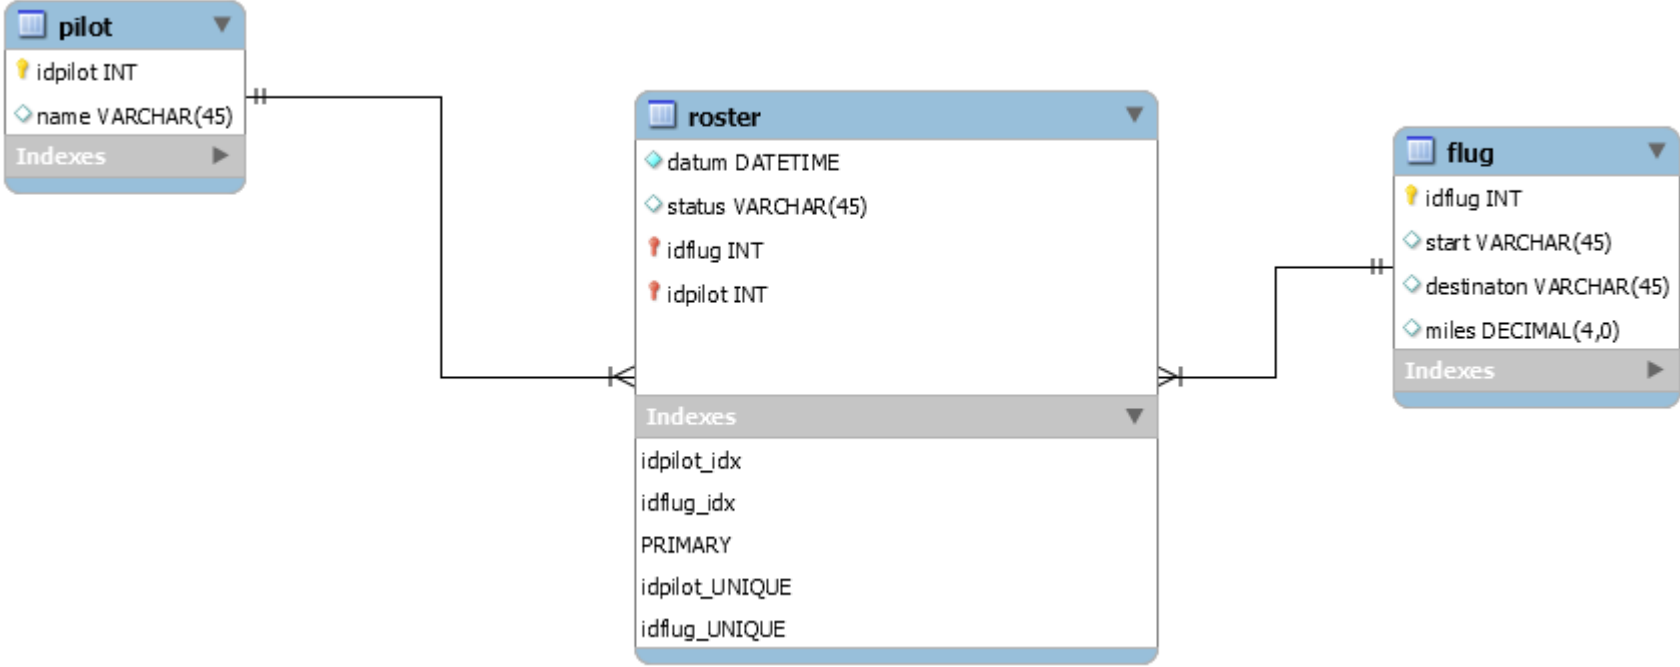 pilot
idpilot INT
name VARCHAR(45)
Indexes
roster
datum DATETIME
status VARCHAR(45)
idflug INT
idpilot INT
Indexes
idpilot_idx
idflug_idx
PRIMARY
idpilot_UNIQUE
idflug_UNIQUE
flug
idflug INT
start VARCHAR(45)
destinaton VARCHAR(45)
miles DECIMAL(4,0)
Indexes